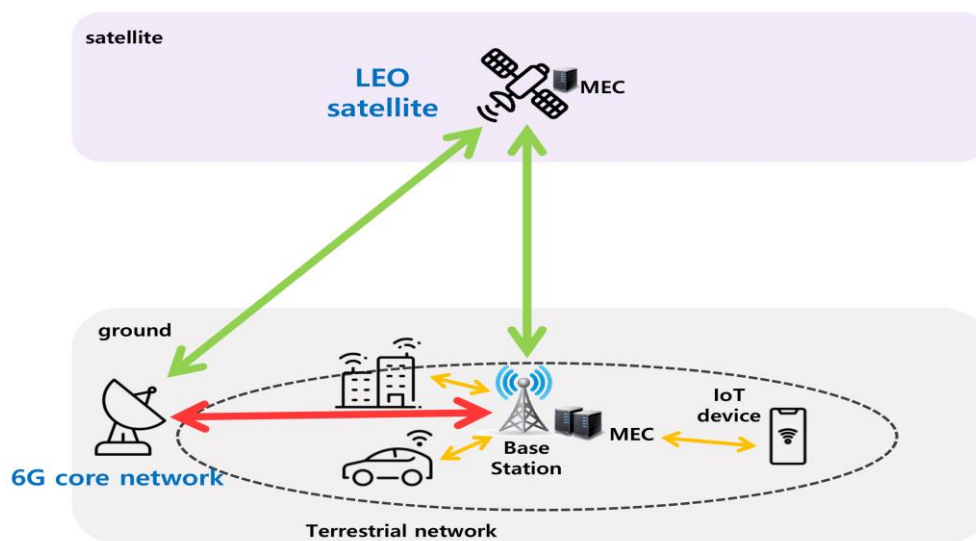 satellite
LEO
satellite
MEC
ground
IoT
device
MEC
Base
Station
6G core network
Terrestrial network